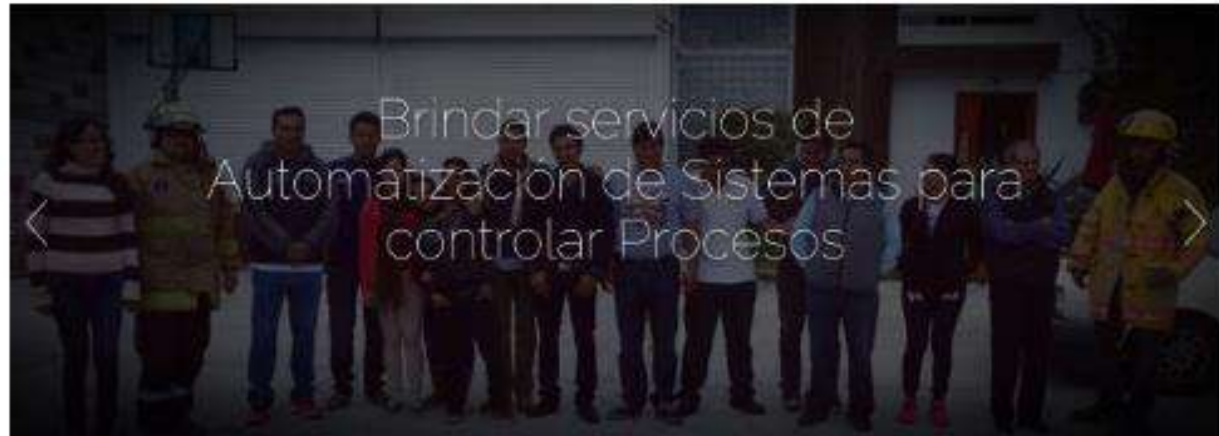 Brindar servicios de
Automatización de Sistemas para
controlar Procesos